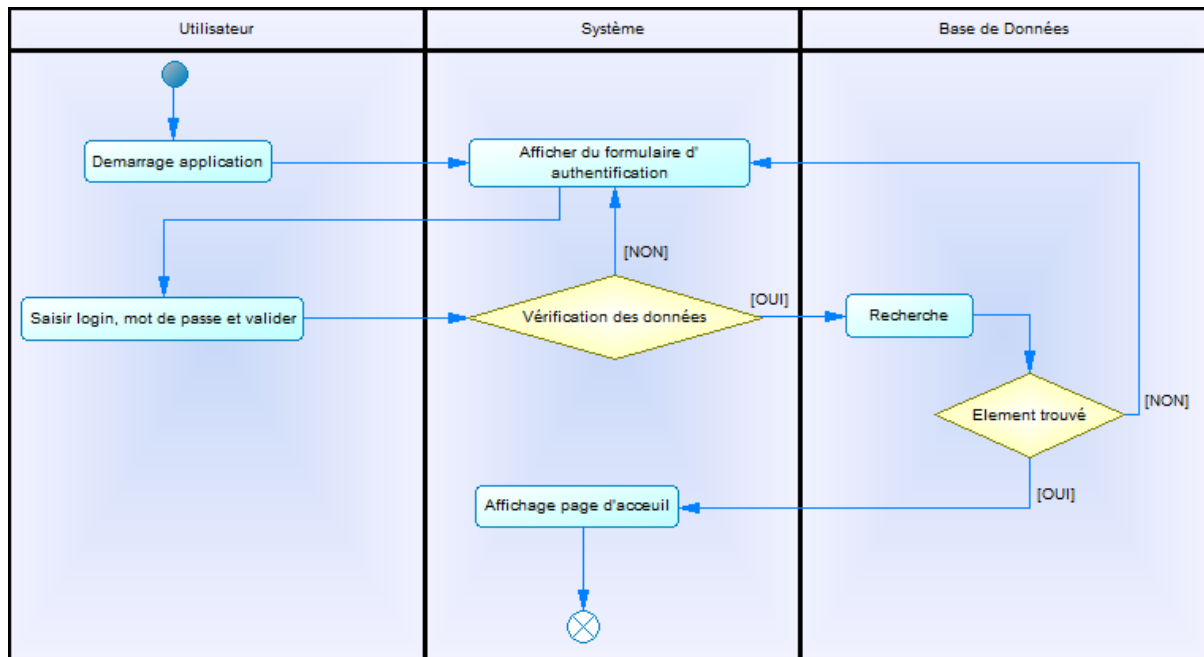 Utilisateur
Système
Base de Données
Demarrage application
Afficher du formulaire d'
authentification
[NON]
Saisir login, mot de passe et valider
Vérification des données
[OUI]
Recherche
Element trouvé
[NON]
[OUI]
Affichage page d'acceuil